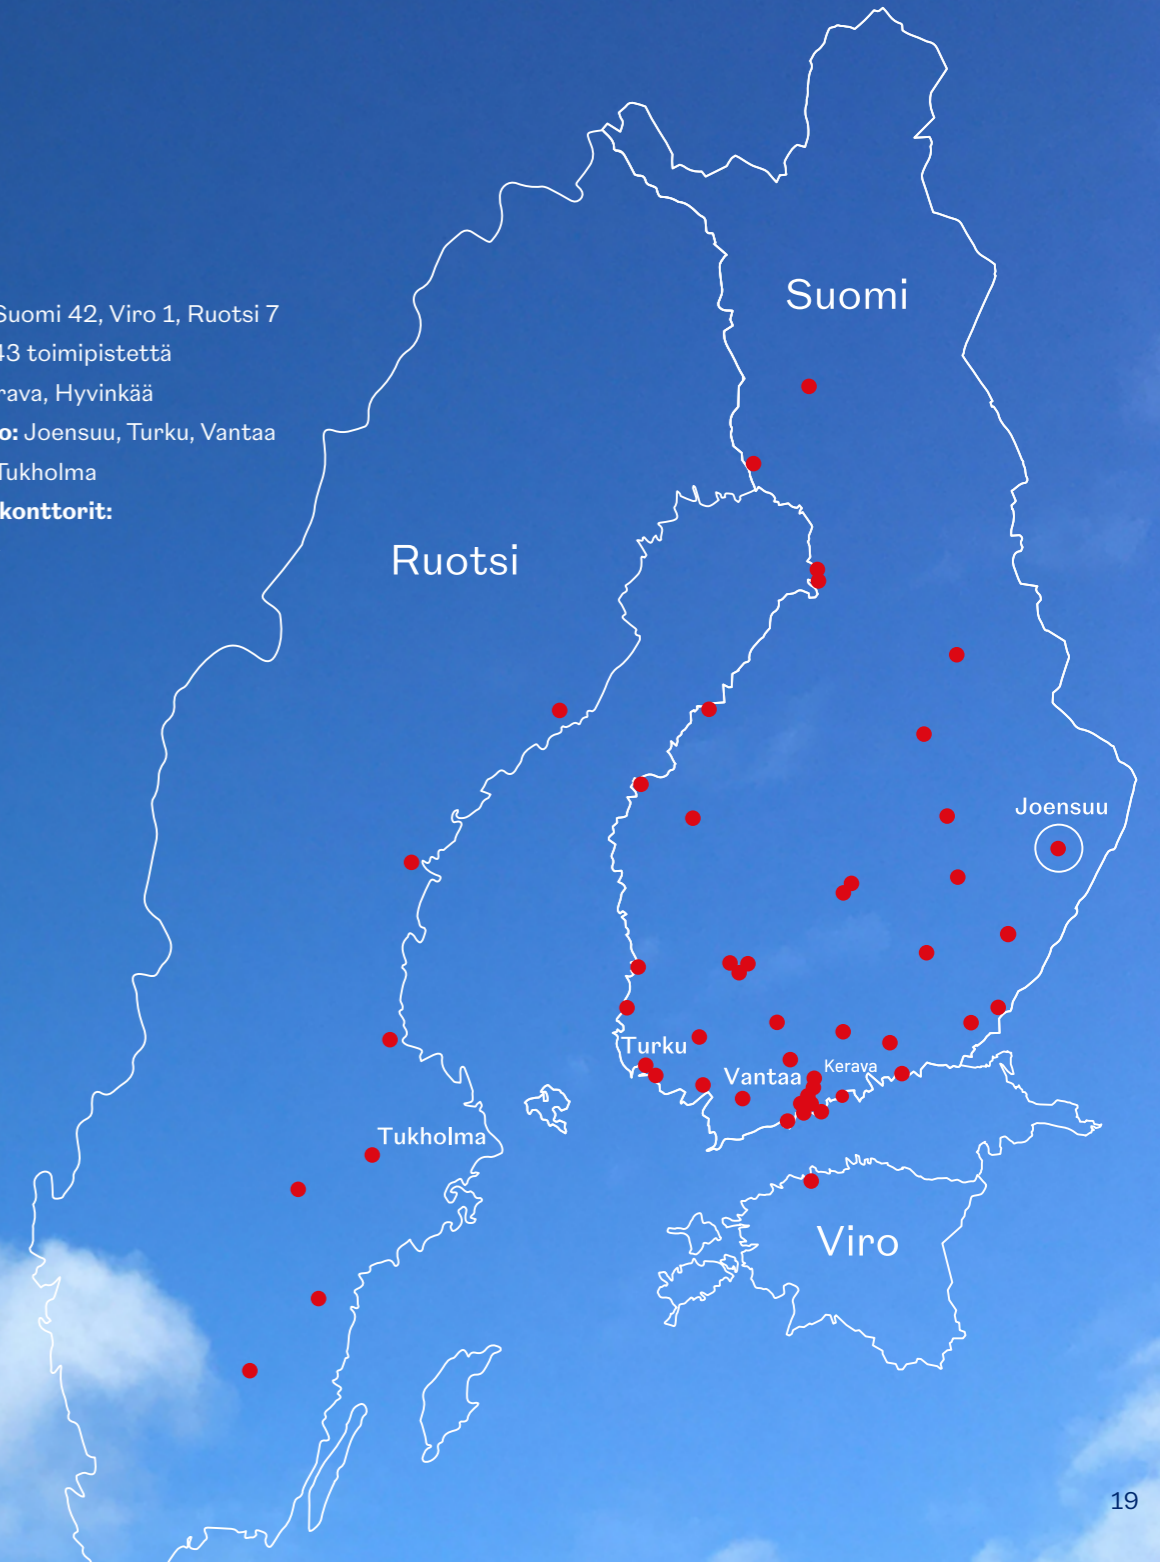 Suomi 42, Viro 1, Ruotsi 7
43 toimipistettä
rava, Hyvinkää
o: Joensuu, Turku, Vantaa
Tukholma
konttorit:
Suomi
Ruotsi
Joensuu
Turku
Vantaa
Kerava
Tukholma
Viro
19